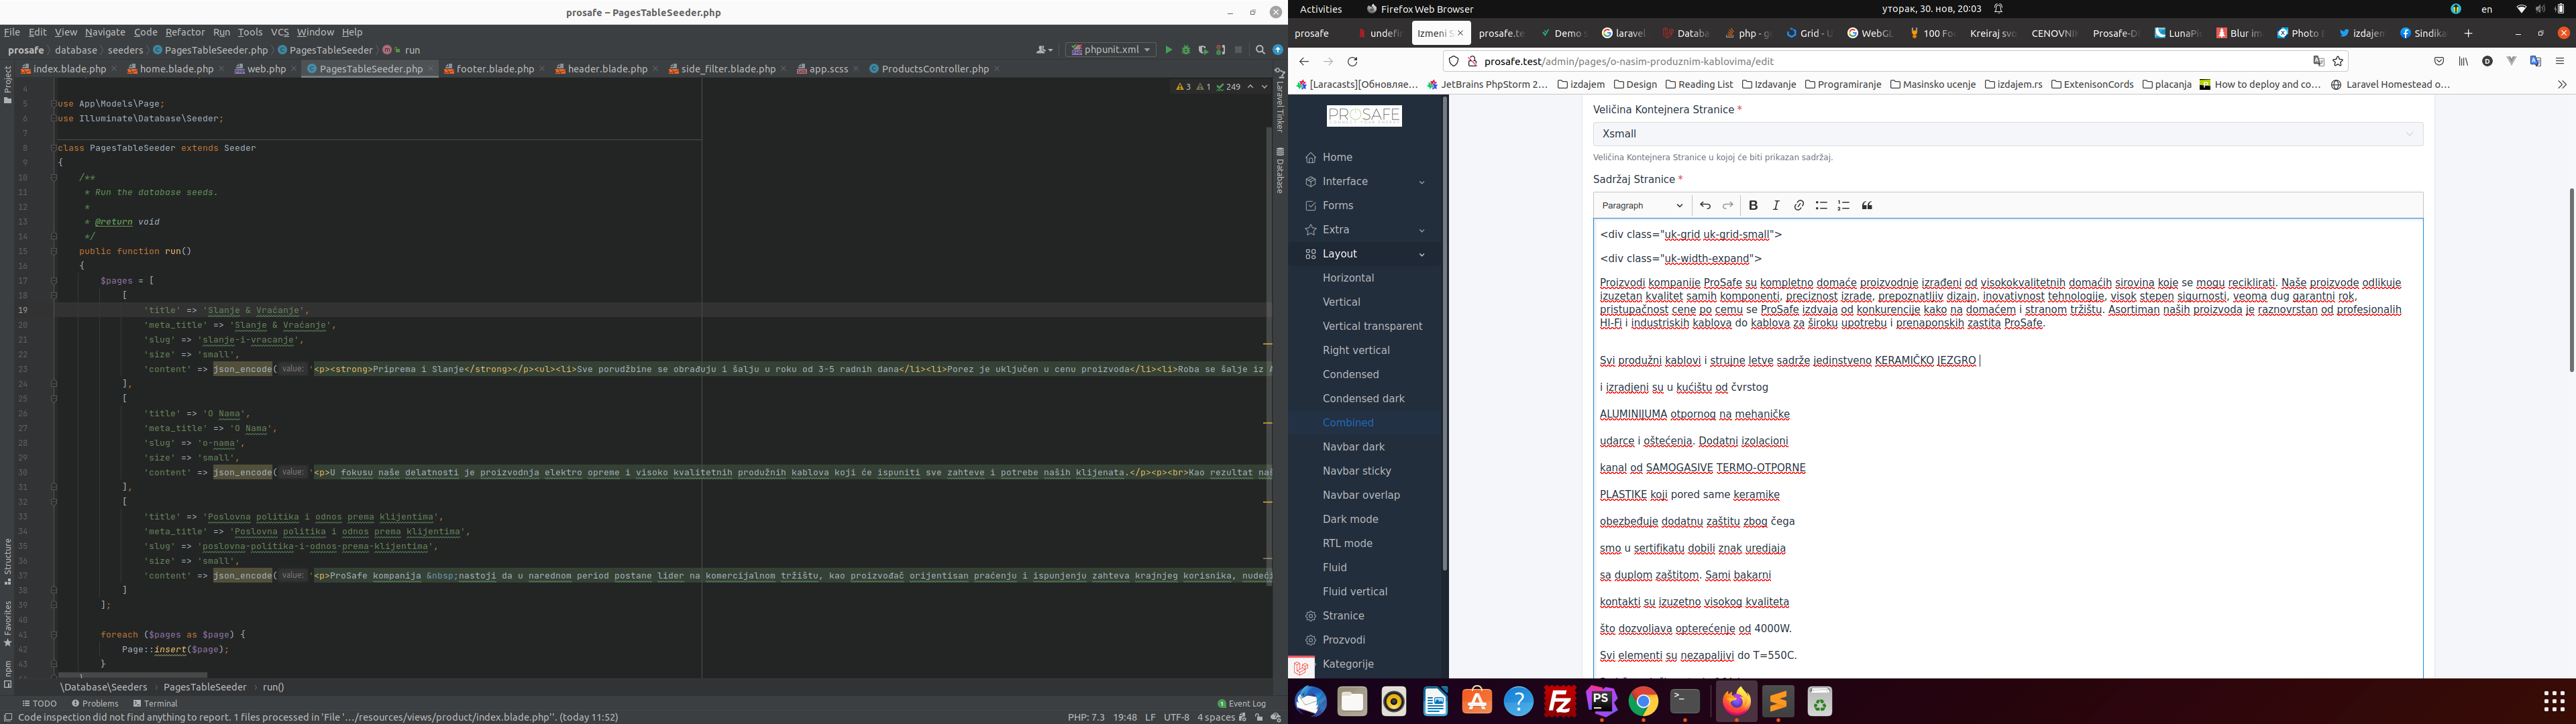 prosafe – PagesTableSeeder.php
File Edit View Navigate Code Refactor Run Tools VCS Window Help
prosafe database seeders PagesTableSeeder.php PagesTableSeeder run
phpunit.xml
index.blade.php home.blade.php web.php PagesTableSeeder.php footer.blade.php header.blade.php side_filter.blade.php app.scss ProductsController.php
Project
Structure
Favorites
npm
Laravel Tinker
Database
3 1 249
4
5 use App\Models\Page;
6 use Illuminate\Database\Seeder;
7
8 class PagesTableSeeder extends Seeder
9 {
10 /**
11 * Run the database seeds.
12 *
13 * @return void
14 */
15 public function run()
16 {
17 $pages = [
18 [
19 'title' => 'Slanje & Vraćanje',
20 'meta_title' => 'Slanje & Vraćanje',
21 'slug' => 'slanje-i-vracanje',
22 'size' => 'small',
23 'content' => json_encode( value: '<p><strong>Priprema i Slanje</strong></p><ul><li>Sve porudžbine se obrađuju i šalju u roku od 3-5 radnih dana</li><li>Porez je uključen u cenu proizvoda</li><li>Roba se šalje iz
24 ],
25 [
26 'title' => 'O Nama',
27 'meta_title' => 'O Nama',
28 'slug' => 'o-nama',
29 'size' => 'small',
30 'content' => json_encode( value: '<p>U fokusu naše delatnosti je proizvodnja elektro opreme i visoko kvalitetnih produžnih kablova koji će ispuniti sve zahteve i potrebe naših klijenata.</p><p><br>Kao rezultat na
31 ],
32 [
33 'title' => 'Poslovna politika i odnos prema klijentima',
34 'meta_title' => 'Poslovna politika i odnos prema klijentima',
35 'slug' => 'poslovna-politika-i-odnos-prema-klijentima',
36 'size' => 'small',
37 'content' => json_encode( value: '<p>ProSafe kompanija &nbsp;nastoji da u narednom period postane lider na komercijalnom tržištu, kao proizvođač orijentisan praćenju i ispunjenju zahteva krajnjeg korisnika, nudeć
38 ]
39 ];
40
41 foreach ($pages as $page) {
42 Page::insert($page);
43 }
\Database\Seeders PagesTableSeeder run()
TODO Problems Terminal
1 Event Log
Code inspection did not find anything to report. 1 files processed in 'File '.../resources/views/product/index.blade.php''. (today 11:52)
PHP: 7.3 19:48 LF UTF-8 4 spaces
Activities Firefox Web Browser
уторак, 30. нов, 20:03
en
prosafe undefi Izmeni S prosafe.te Demo s laravel Databa php - ge Grid - U WebGL 100 Fo Kreiraj svo CENOVNI Prosafe-D LunaPi Blur im Photo izdajem Sindika
prosafe.test/admin/pages/o-nasim-produznim-kablovima/edit
[Laracasts][Обновляе… JetBrains PhpStorm 2… izdajem Design Reading List Izdavanje Programiranje Masinsko ucenje izdajem.rs ExtenisonCords placanja How to deploy and co… Laravel Homestead o…
PROSAFE
Home
Interface
Forms
Extra
Layout
Horizontal
Vertical
Vertical transparent
Right vertical
Condensed
Condensed dark
Combined
Navbar dark
Navbar sticky
Navbar overlap
Dark mode
RTL mode
Fluid
Fluid vertical
Stranice
Prozvodi
Kategorije
Veličina Kontejnera Stranice *
Xsmall
Veličina Kontejnera Stranice u kojoj će biti prikazan sadržaj.
Sadržaj Stranice *
Paragraph
<div class="uk-grid uk-grid-small">
<div class="uk-width-expand">
Proizvodi kompanije ProSafe su kompletno domaće proizvodnje izrađeni od visokokvalitetnih domaćih sirovina koje se mogu reciklirati. Naše proizvode odlikuje
izuzetan kvalitet samih komponenti, preciznost izrade, prepoznatljiv dizajn, inovativnost tehnologije, visok stepen sigurnosti, veoma dug garantni rok,
pristupačnost cene po cemu se ProSafe izdvaja od konkurencije kako na domaćem i stranom tržištu. Asortiman naših proizvoda je raznovrstan od profesionalih
HI-Fi i industriskih kablova do kablova za široku upotrebu i prenaponskih zastita ProSafe.
Svi produžni kablovi i strujne letve sadrže jedinstveno KERAMIČKO JEZGRO
i izradjeni su u kućištu od čvrstog
ALUMINIJUMA otpornog na mehaničke
udarce i oštećenja. Dodatni izolacioni
kanal od SAMOGASIVE TERMO-OTPORNE
PLASTIKE koji pored same keramike
obezbeđuje dodatnu zaštitu zbog čega
smo u sertifikatu dobili znak uredjaja
sa duplom zaštitom. Sami bakarni
kontakti su izuzetno visokog kvaliteta
što dozvoljava opterećenje od 4000W.
Svi elementi su nezapaljivi do T=550C.